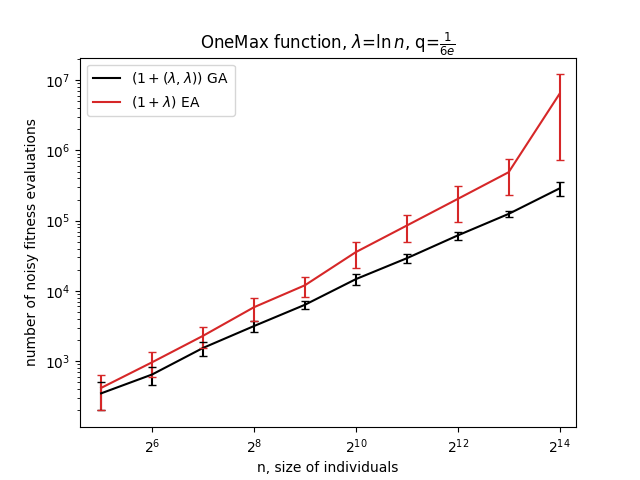 OneMax function, λ=ln n, q=1/6e
(1 + (λ, λ)) GA
(1 + λ) EA
number of noisy fitness evaluations
10^7
10^6
10^5
10^4
10^3
2^6 2^8 2^10 2^12 2^14
n, size of individuals